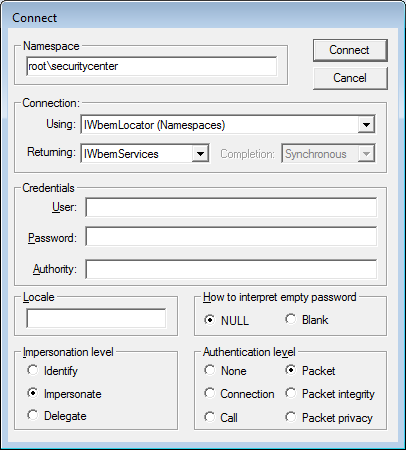 Connect
Namespace
Connect
root\securitycenter
Cancel
Connection:
Using: IWbemLocator (Namespaces)
Returning: IWbemServices Completion: Synchronous
Credentials
User:
Password:
Authority:
Locale
How to interpret empty password
NULL Blank
Impersonation level
Authentication level
Identify
None Packet
Impersonate
Connection Packet integrity
Delegate
Call Packet privacy